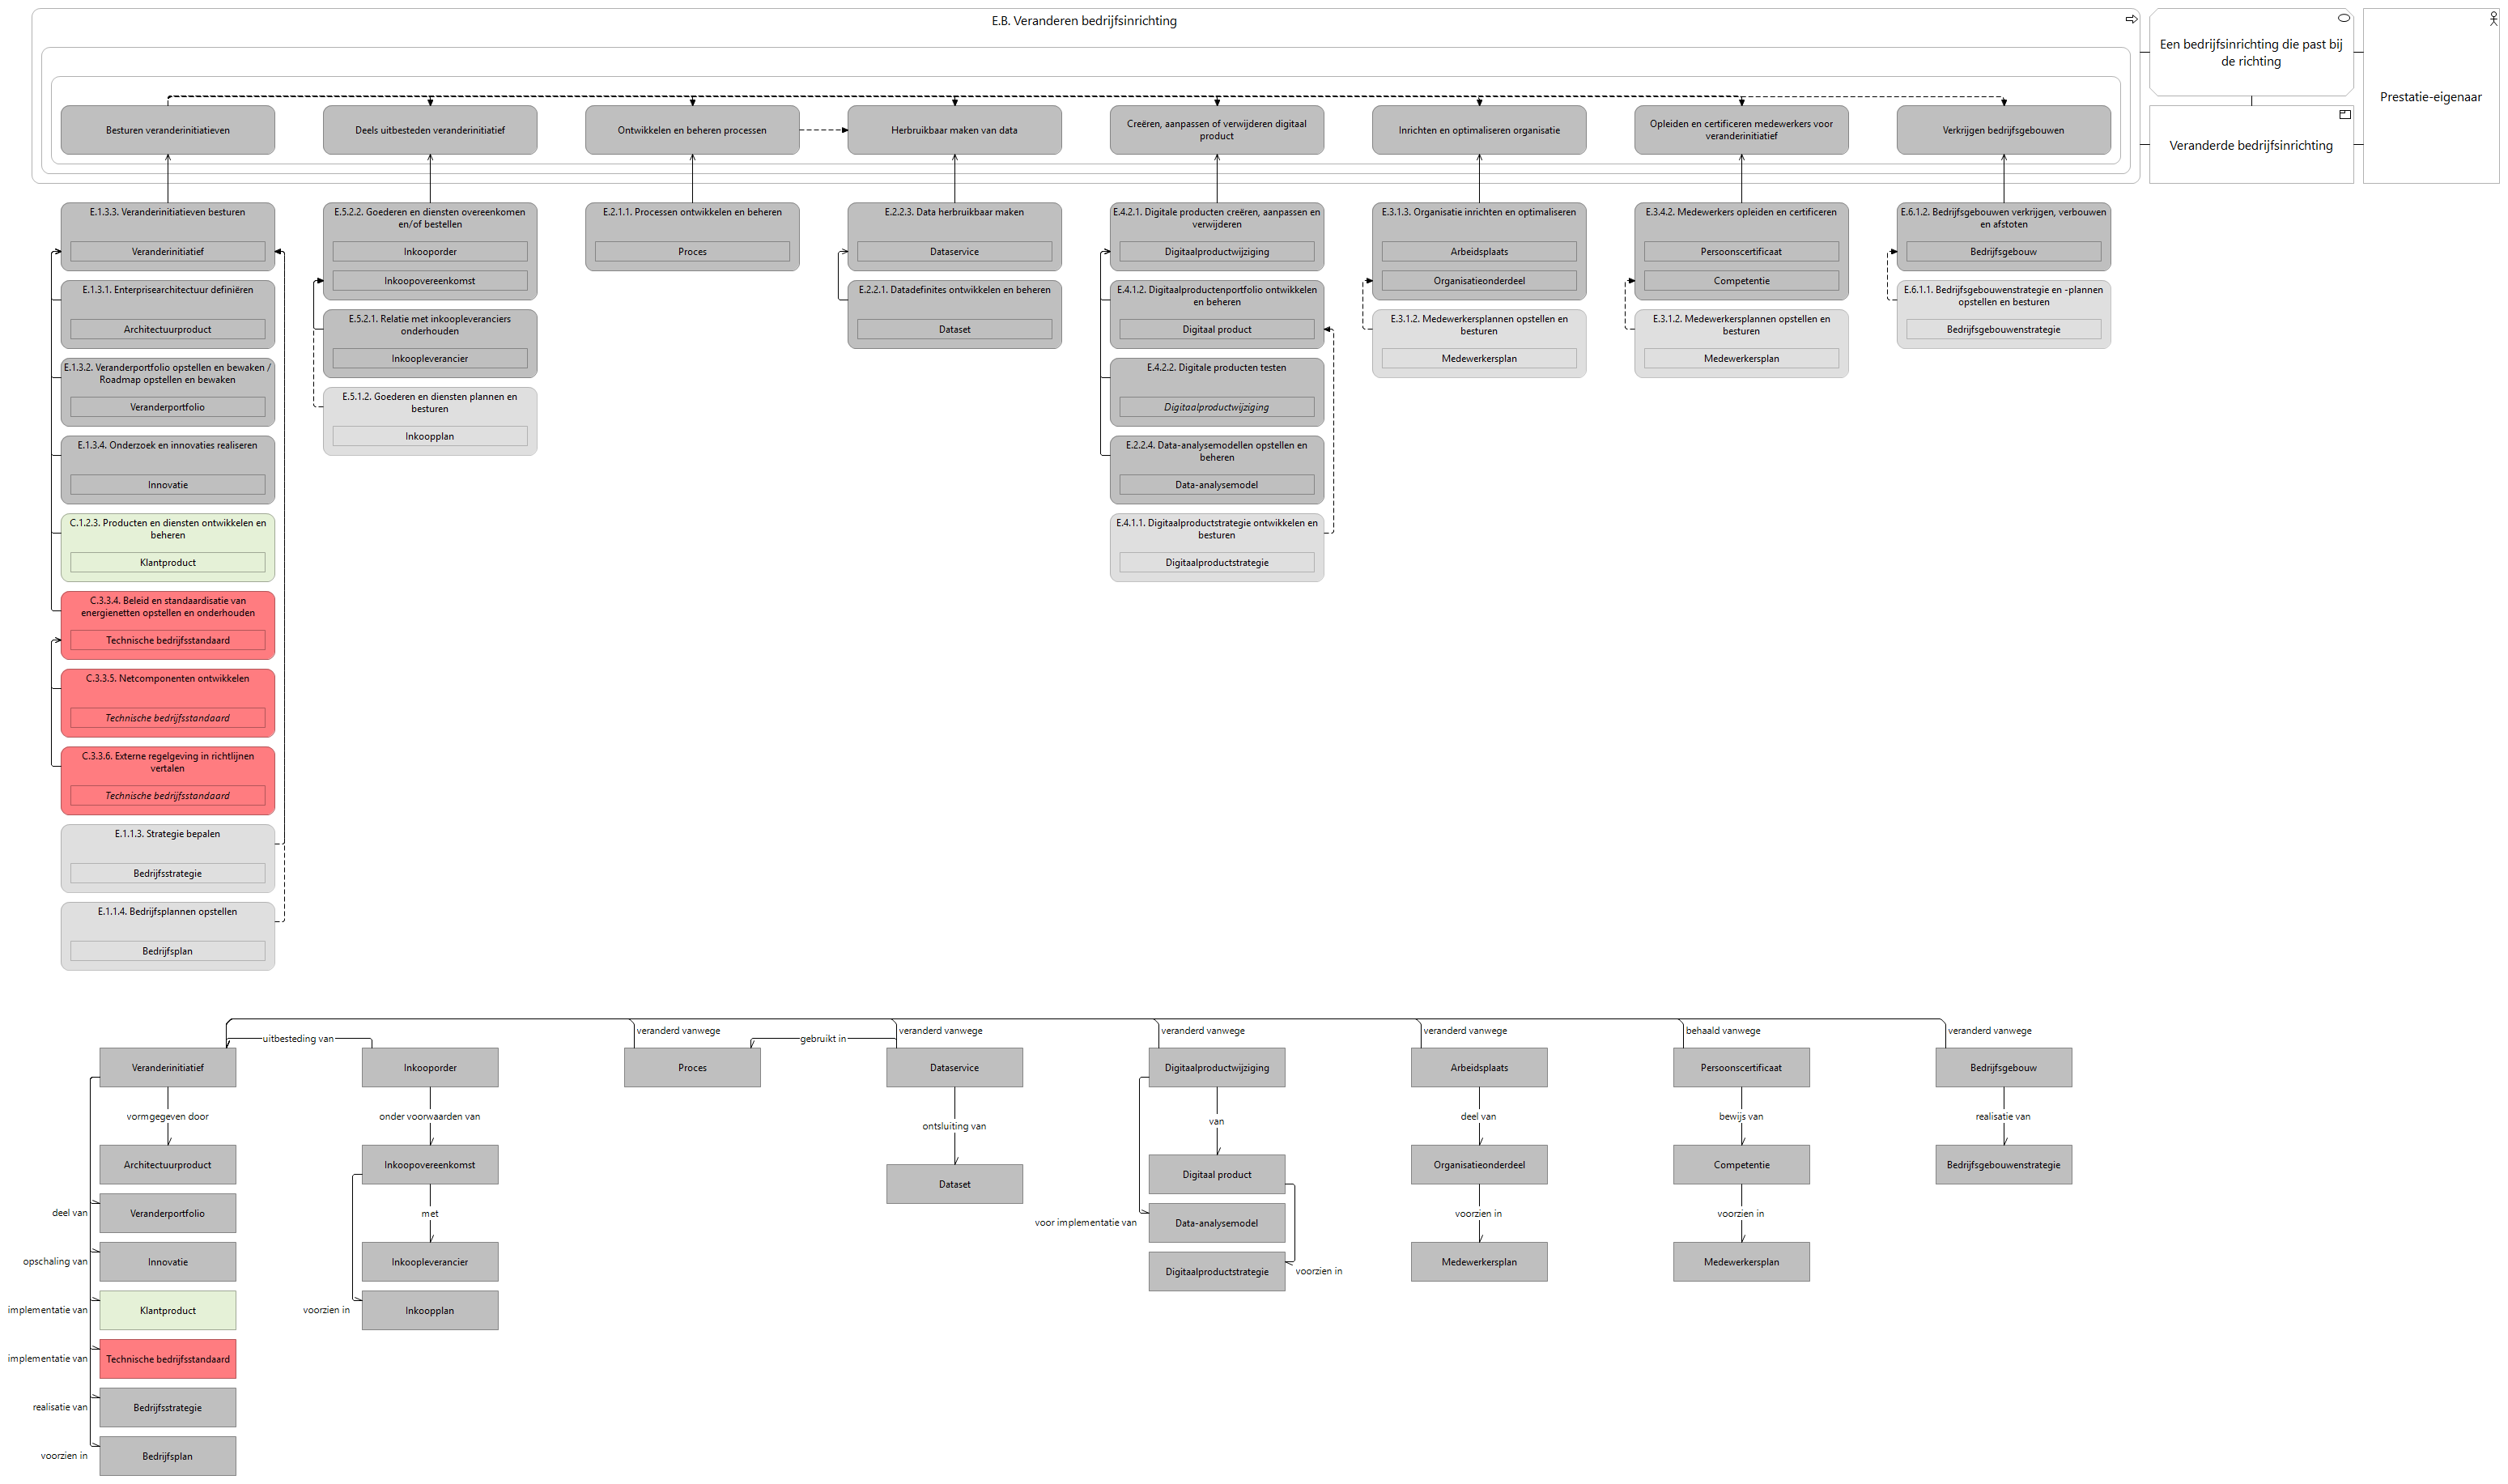 E.B. Veranderen bedrijfsinrichting
Een bedrijfsinrichting die past bij
de richting
Prestatie-eigenaar
Veranderde bedrijfsinrichting
Besturen veranderinitiatieven
Deels uitbesteden veranderinitiatief
Ontwikkelen en beheren processen
Herbruikbaar maken van data
Creëren, aanpassen of verwijderen digitaal
product
Inrichten en optimaliseren organisatie
Opleiden en certificeren medewerkers voor
veranderinitiatief
Verkrijgen bedrijfsgebouwen
E.1.3.3. Veranderinitiatieven besturen
Veranderinitiatief
E.1.3.1. Enterprisearchitectuur definiëren
Architectuurproduct
E.1.3.2. Veranderportfolio opstellen en bewaken /
Roadmap opstellen en bewaken
Veranderportfolio
E.1.3.4. Onderzoek en innovaties realiseren
Innovatie
C.1.2.3. Producten en diensten ontwikkelen en
beheren
Klantproduct
C.3.3.4. Beleid en standaardisatie van
energienetten opstellen en onderhouden
Technische bedrijfsstandaard
C.3.3.5. Netcomponenten ontwikkelen
Technische bedrijfsstandaard
C.3.3.6. Externe regelgeving in richtlijnen
vertalen
Technische bedrijfsstandaard
E.1.1.3. Strategie bepalen
Bedrijfsstrategie
E.1.1.4. Bedrijfsplannen opstellen
Bedrijfsplan
E.5.2.2. Goederen en diensten overeenkomen
en/of bestellen
Inkooporder
Inkoopovereenkomst
E.5.2.1. Relatie met inkoopleveranciers
onderhouden
Inkoopleverancier
E.5.1.2. Goederen en diensten plannen en
besturen
Inkoopplan
E.2.1.1. Processen ontwikkelen en beheren
Proces
E.2.2.3. Data herbruikbaar maken
Dataservice
E.2.2.1. Datadefinites ontwikkelen en beheren
Dataset
E.4.2.1. Digitale producten creëren, aanpassen en
verwijderen
Digitaalproductwijziging
E.4.1.2. Digitaalproductenportfolio ontwikkelen
en beheren
Digitaal product
E.4.2.2. Digitale producten testen
Digitaalproductwijziging
E.2.2.4. Data-analysemodellen opstellen en
beheren
Data-analysemodel
E.4.1.1. Digitaalproductstrategie ontwikkelen en
besturen
Digitaalproductstrategie
E.3.1.3. Organisatie inrichten en optimaliseren
Arbeidsplaats
Organisatieonderdeel
E.3.1.2. Medewerkersplannen opstellen en
besturen
Medewerkersplan
E.3.4.2. Medewerkers opleiden en certificeren
Persoonscertificaat
Competentie
E.3.1.2. Medewerkersplannen opstellen en
besturen
Medewerkersplan
E.6.1.2. Bedrijfsgebouwen verkrijgen, verbouwen
en afstoten
Bedrijfsgebouw
E.6.1.1. Bedrijfsgebouwenstrategie en -plannen
opstellen en besturen
Bedrijfsgebouwenstrategie
uitbesteding van
veranderd vanwege
gebruikt in
veranderd vanwege
veranderd vanwege
veranderd vanwege
behaald vanwege
veranderd vanwege
Veranderinitiatief
vormgegeven door
Architectuurproduct
deel van
Veranderportfolio
opschaling van
Innovatie
implementatie van
Klantproduct
implementatie van
Technische bedrijfsstandaard
realisatie van
Bedrijfsstrategie
voorzien in
Bedrijfsplan
Inkooporder
onder voorwaarden van
Inkoopovereenkomst
met
Inkoopleverancier
voorzien in
Inkoopplan
Proces
Dataservice
ontsluiting van
Dataset
Digitaalproductwijziging
van
Digitaal product
voor implementatie van
Data-analysemodel
Digitaalproductstrategie
voorzien in
Arbeidsplaats
deel van
Organisatieonderdeel
voorzien in
Medewerkersplan
Persoonscertificaat
bewijs van
Competentie
voorzien in
Medewerkersplan
Bedrijfsgebouw
realisatie van
Bedrijfsgebouwenstrategie